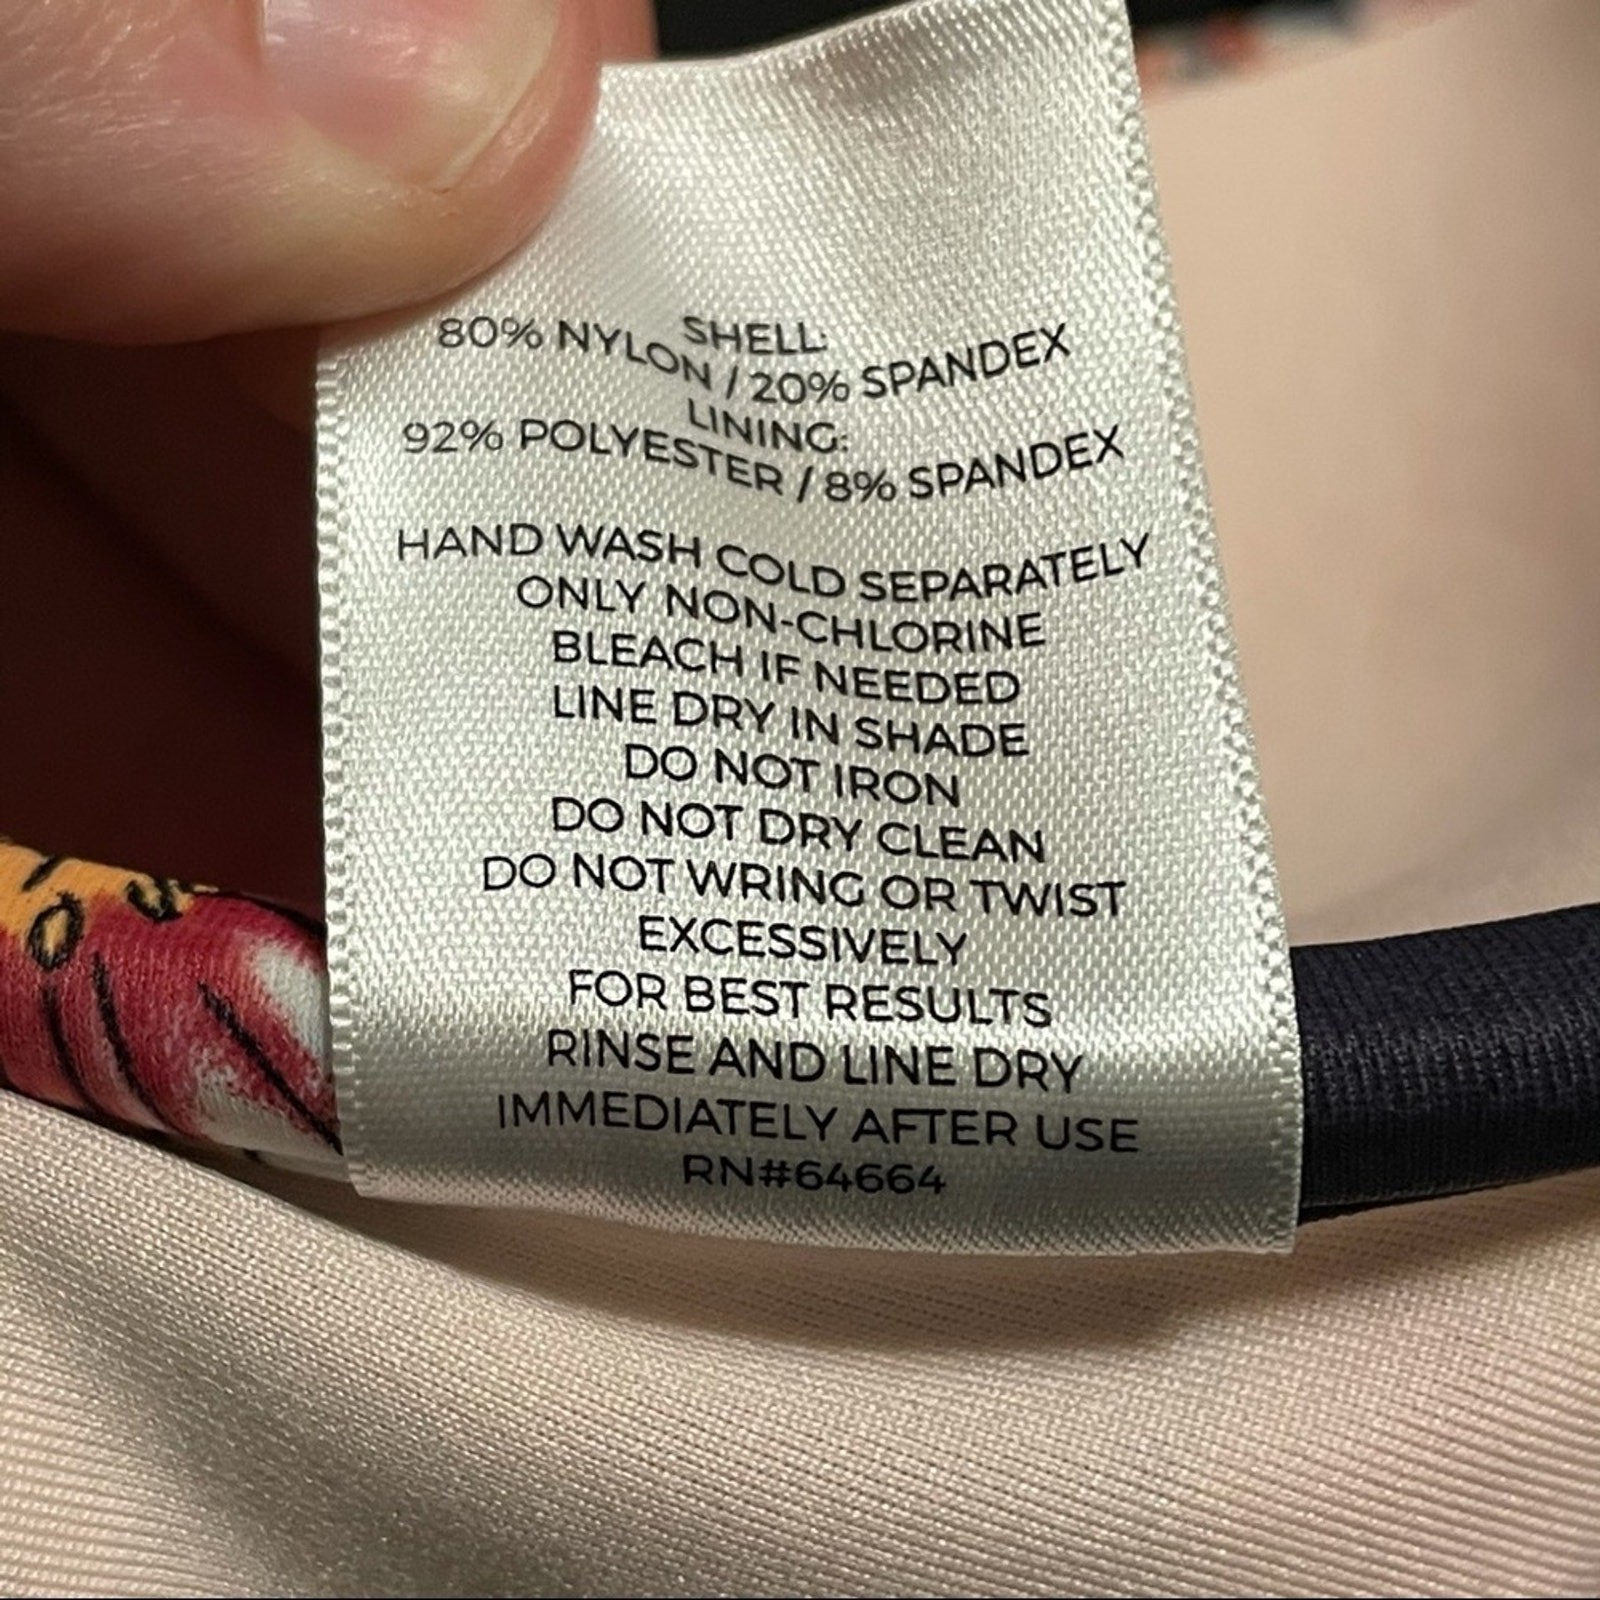 SHELL:
80% NYLON / 20% SPANDEX
LINING:
92% POLYESTER / 8% SPANDEX
HAND WASH COLD SEPARATELY
ONLY NON-CHLORINE
BLEACH IF NEEDED
LINE DRY IN SHADE
DO NOT IRON
DO NOT DRY CLEAN
DO NOT WRING OR TWIST
EXCESSIVELY
FOR BEST RESULTS
RINSE AND LINE DRY
IMMEDIATELY AFTER USE
RN#64664